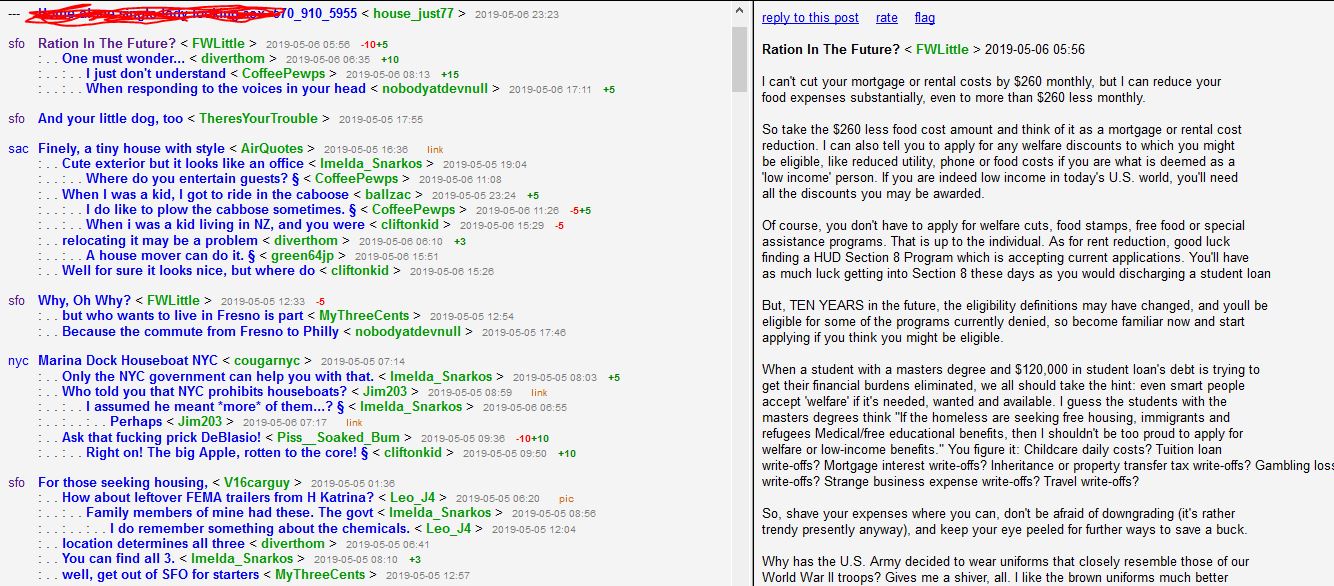 --- 70_910_5955 < house_just77 > 2019-05-06 23:23
sfo Ration In The Future? < FWLittle > 2019-05-06 05:56 -10+5
: . . One must wonder... < diverthom > 2019-05-06 06:35 +10
: . . : . . I just don't understand < CoffeePewps > 2019-05-06 08:13 +15
: . . : . . When responding to the voices in your head < nobodyatdevnull > 2019-05-06 17:11 +5
sfo And your little dog, too < TheresYourTrouble > 2019-05-05 17:55
sac Finely, a tiny house with style < AirQuotes > 2019-05-05 16:36 link
: . . Cute exterior but it looks like an office < Imelda_Snarkos > 2019-05-05 19:04
: . . : . . Where do you entertain guests? § < CoffeePewps > 2019-05-06 11:08
: . . When I was a kid, I got to ride in the caboose < ballzac > 2019-05-05 23:24 +5
: . . : . . I do like to plow the cabbose sometimes. § < CoffeePewps > 2019-05-06 11:26 -5+5
: . . : . . When i was a kid living in NZ, and you were < cliftonkid > 2019-05-06 15:29 -5
: . . relocating it may be a problem < diverthom > 2019-05-06 06:10 +3
: . . : . . A house mover can do it. § < green64jp > 2019-05-06 15:51
: . . Well for sure it looks nice, but where do < cliftonkid > 2019-05-06 15:26
sfo Why, Oh Why? < FWLittle > 2019-05-05 12:33 -5
: . . but who wants to live in Fresno is part < MyThreeCents > 2019-05-05 12:54
: . . Because the commute from Fresno to Philly < nobodyatdevnull > 2019-05-05 17:46
nyc Marina Dock Houseboat NYC < cougarnyc > 2019-05-05 07:14
: . . Only the NYC government can help you with that. < Imelda_Snarkos > 2019-05-05 08:03 +5
: . . Who told you that NYC prohibits houseboats? < Jim203 > 2019-05-05 08:59 link
: . . : . . I assumed he meant *more* of them...? § < Imelda_Snarkos > 2019-05-06 06:55
: . . : . . : . . Perhaps < Jim203 > 2019-05-06 07:17 link
: . . Ask that fucking prick DeBlasio! < Piss__Soaked_Bum > 2019-05-05 09:36 -10+10
: . . : . . Right on! The big Apple, rotten to the core! § < cliftonkid > 2019-05-05 09:50 +10
sfo For those seeking housing, < V16carguy > 2019-05-05 01:36
: . . How about leftover FEMA trailers from H Katrina? < Leo_J4 > 2019-05-05 06:20 pic
: . . : . . Family members of mine had these. The govt < Imelda_Snarkos > 2019-05-05 08:56
: . . : . . : . . I do remember something about the chemicals. < Leo_J4 > 2019-05-05 12:04
: . . location determines all three < diverthom > 2019-05-05 06:41
: . . You can find all 3. < Imelda_Snarkos > 2019-05-05 08:10 +3
: . . well, get out of SFO for starters < MyThreeCents > 2019-05-05 12:57
reply to this post rate flag
Ration In The Future? < FWLittle > 2019-05-06 05:56
I can't cut your mortgage or rental costs by $260 monthly, but I can reduce your
food expenses substantially, even to more than $260 less monthly.
So take the $260 less food cost amount and think of it as a mortgage or rental cost
reduction. I can also tell you to apply for any welfare discounts to which you might
be eligible, like reduced utility, phone or food costs if you are what is deemed as a
'low income' person. If you are indeed low income in today's U.S. world, you'll need
all the discounts you may be awarded.
Of course, you don't have to apply for welfare cuts, food stamps, free food or special
assistance programs. That is up to the individual. As for rent reduction, good luck
finding a HUD Section 8 Program which is accepting current applications. You'll have
as much luck getting into Section 8 these days as you would discharging a student loan
But, TEN YEARS in the future, the eligibility definitions may have changed, and youll be
eligible for some of the programs currently denied, so become familiar now and start
applying if you think you might be eligible.
When a student with a masters degree and $120,000 in student loan's debt is trying to
get their financial burdens eliminated, we all should take the hint: even smart people
accept 'welfare' if it's needed, wanted and available. I guess the students with the
masters degrees think "If the homeless are seeking free housing, immigrants and
refugees Medical/free educational benefits, then I shouldn't be too proud to apply for
welfare or low-income benefits." You figure it: Childcare daily costs? Tuition loan
write-offs? Mortgage interest write-offs? Inheritance or property transfer tax write-offs? Gambling loss
write-offs? Strange business expense write-offs? Travel write-offs?
So, shave your expenses where you can, don't be afraid of downgrading (it's rather
trendy presently anyway), and keep your eye peeled for further ways to save a buck.
Why has the U.S. Army decided to wear uniforms that closely resemble those of our
World War II troops? Gives me a shiver, all. I like the brown uniforms much better